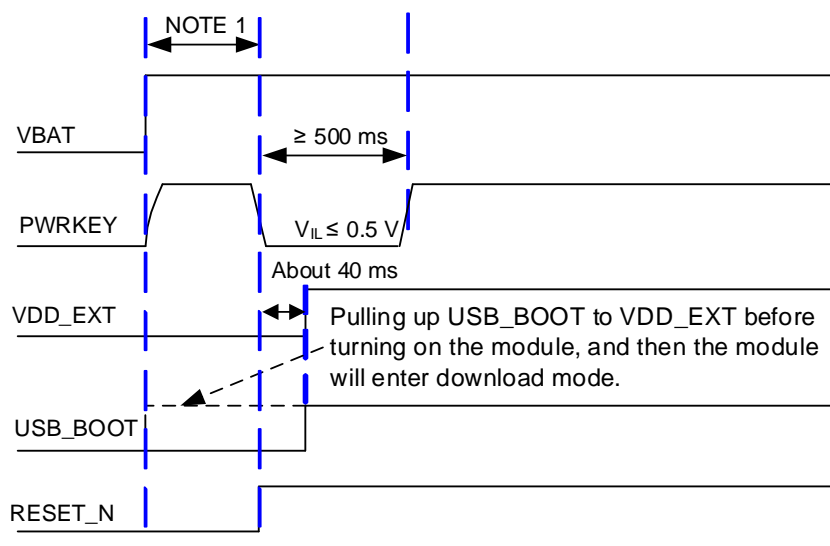 NOTE 1
VBAT
≥ 500 ms
PWRKEY
VIL ≤ 0.5 V
About 40 ms
VDD_EXT
Pulling up USB_BOOT to VDD_EXT before
turning on the module, and then the module
will enter download mode.
USB_BOOT
RESET_N